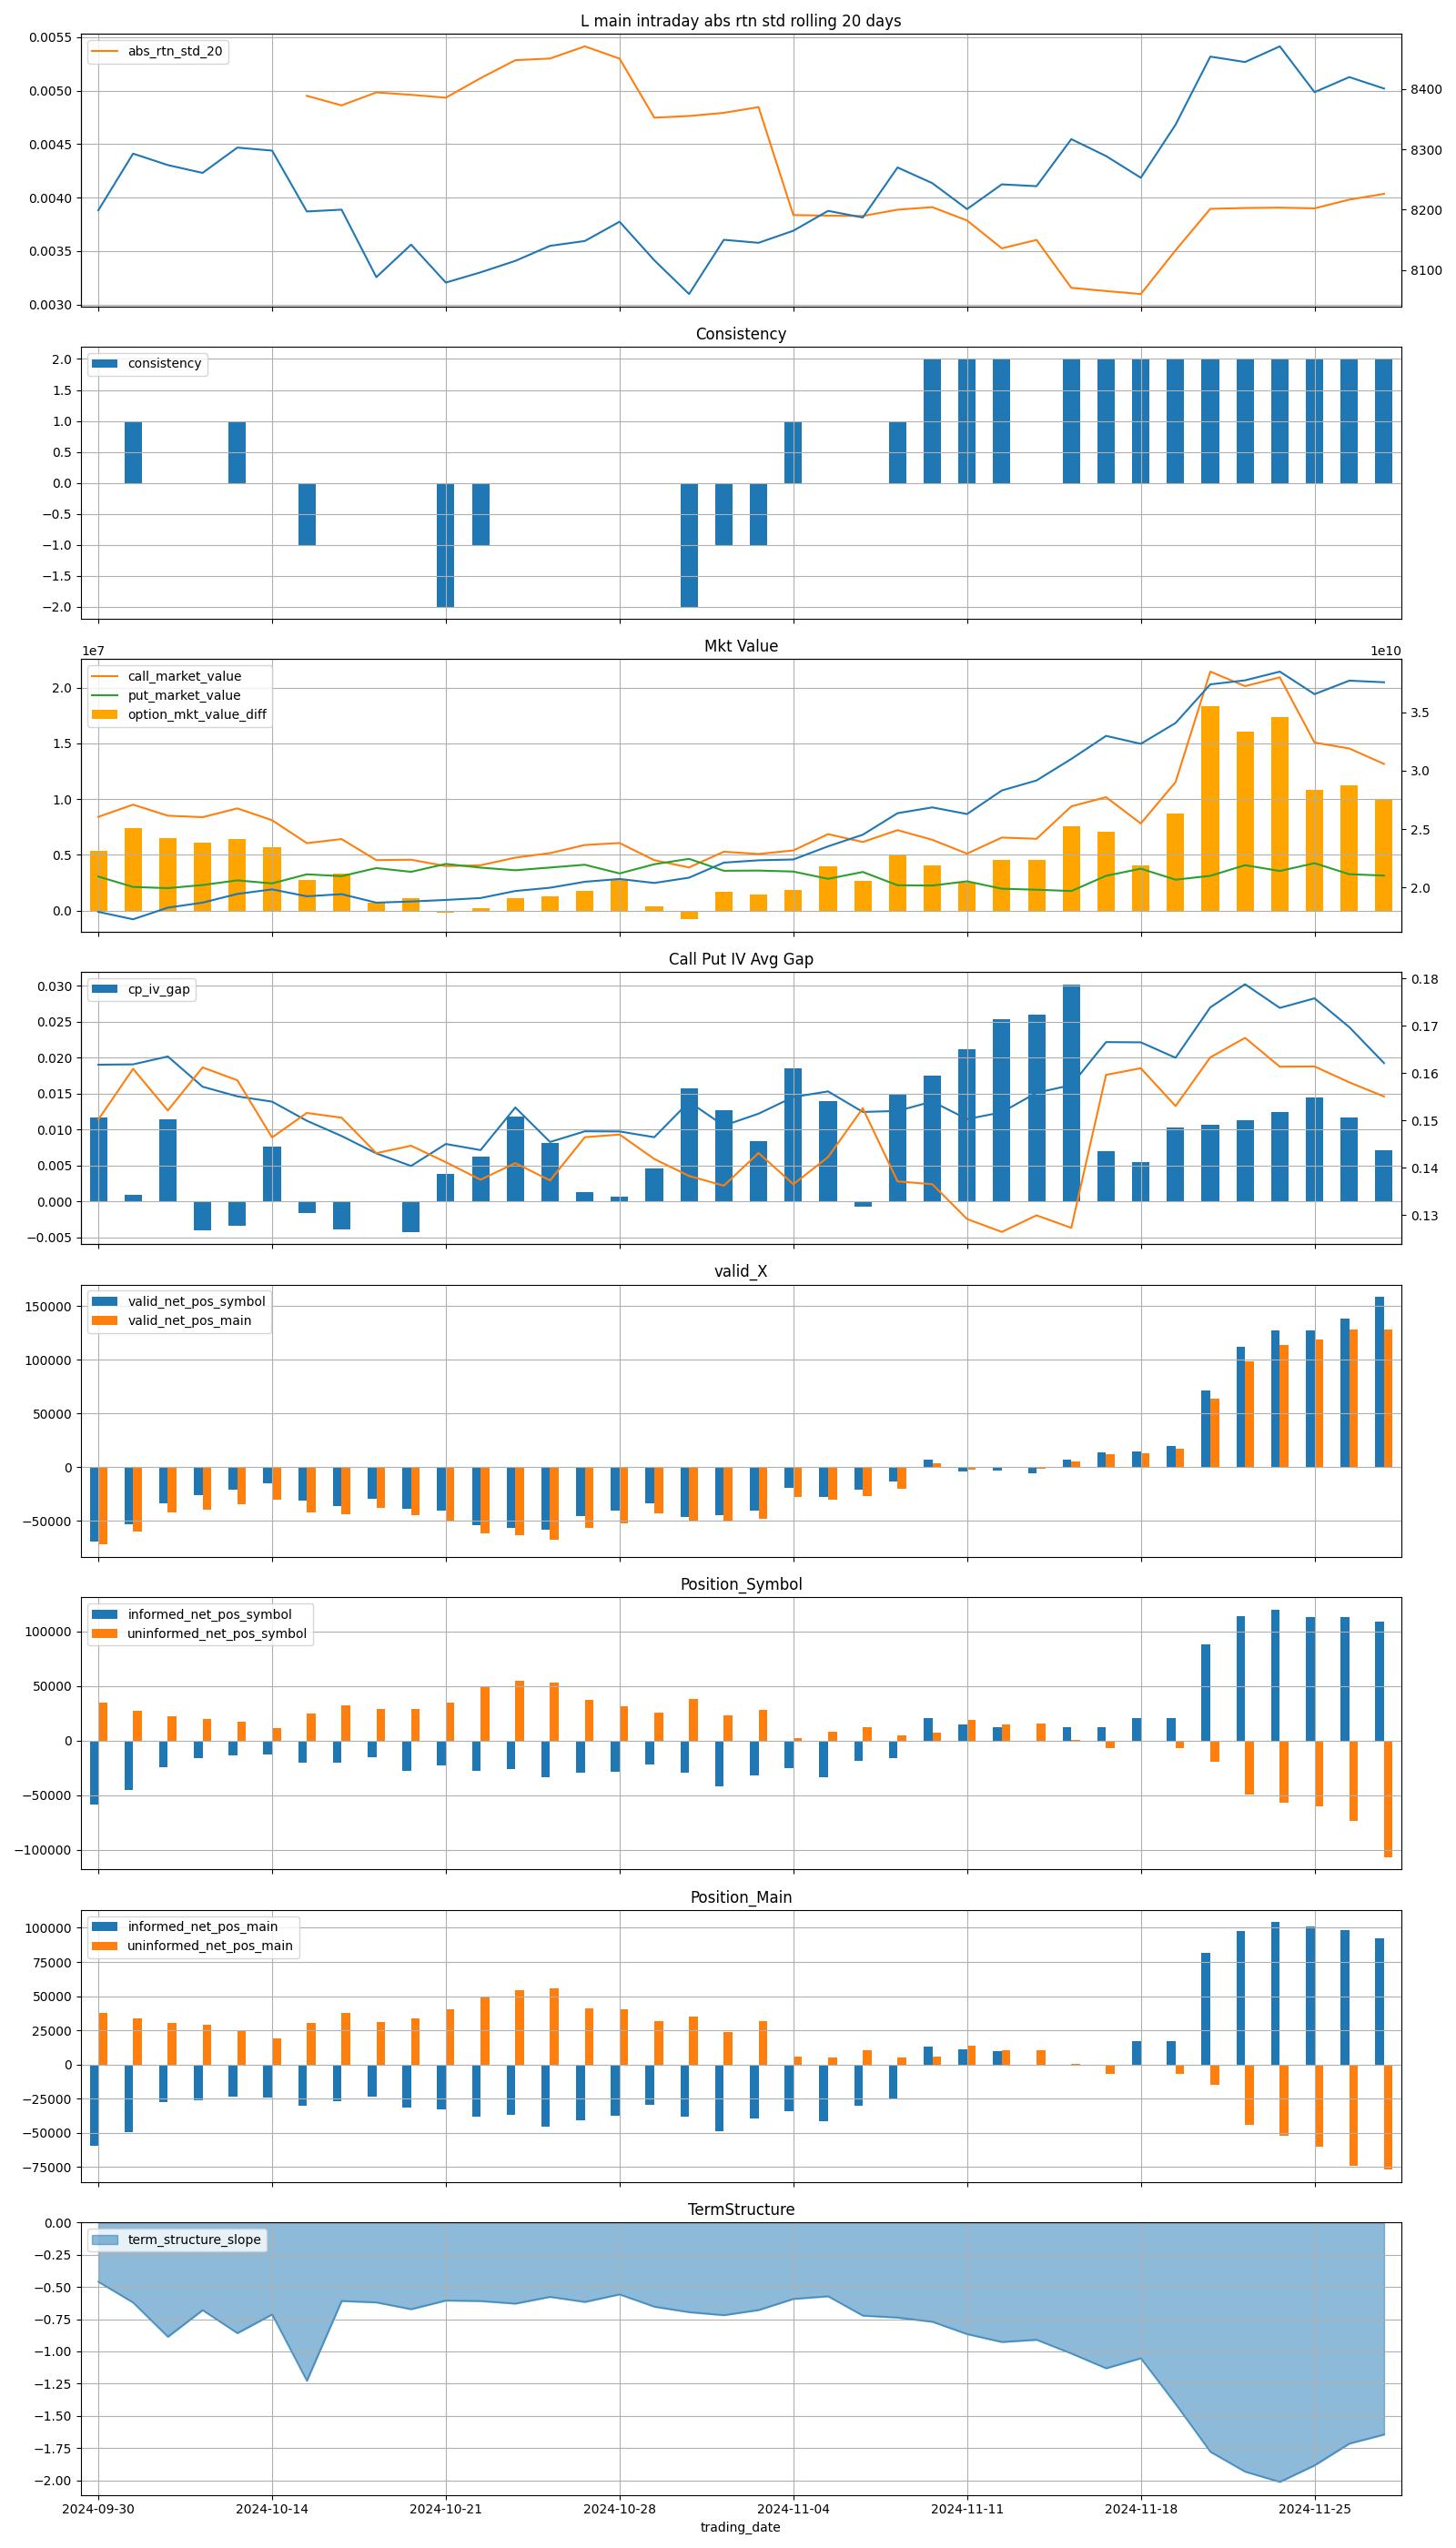 L main intraday abs rtn std rolling 20 days
abs_rtn_std_20
0.0055
0.0050
0.0045
0.0040
0.0035
0.0030
8400
8300
8200
8100
Consistency
consistency
2.0
1.5
1.0
0.5
0.0
−0.5
−1.0
−1.5
−2.0
Mkt Value
1e7
1e10
call_market_value
put_market_value
option_mkt_value_diff
2.0
1.5
1.0
0.5
0.0
3.5
3.0
2.5
2.0
Call Put IV Avg Gap
cp_iv_gap
0.030
0.025
0.020
0.015
0.010
0.005
0.000
−0.005
0.18
0.17
0.16
0.15
0.14
0.13
valid_X
valid_net_pos_symbol
valid_net_pos_main
150000
100000
50000
0
−50000
Position_Symbol
informed_net_pos_symbol
uninformed_net_pos_symbol
100000
50000
0
−50000
−100000
Position_Main
informed_net_pos_main
uninformed_net_pos_main
100000
75000
50000
25000
0
−25000
−50000
−75000
TermStructure
term_structure_slope
0.00
−0.25
−0.50
−0.75
−1.00
−1.25
−1.50
−1.75
−2.00
2024-09-30 2024-10-14 2024-10-21 2024-10-28 2024-11-04 2024-11-11 2024-11-18 2024-11-25
trading_date